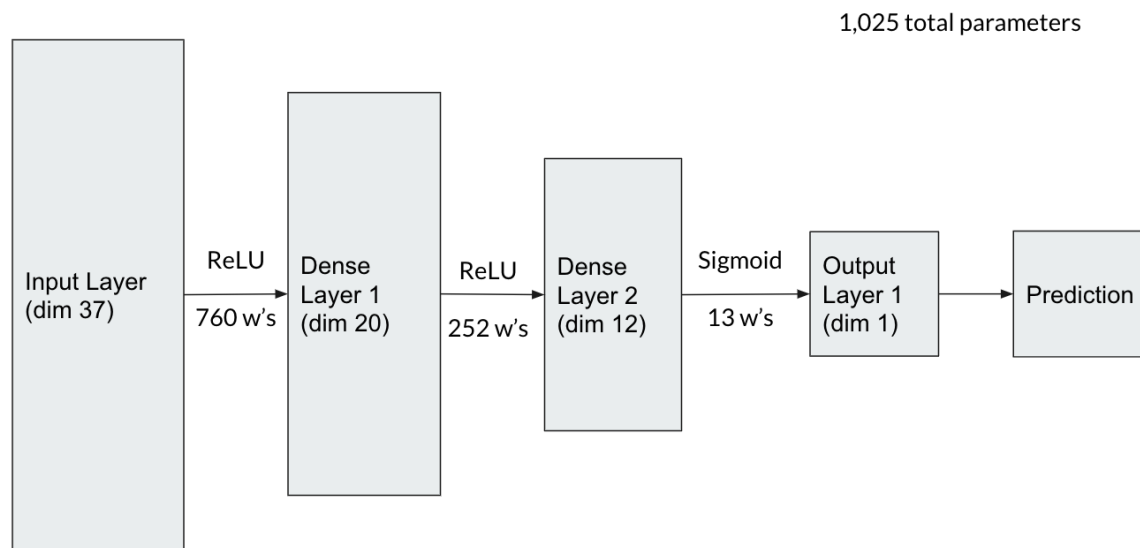 1,025 total parameters
Input Layer
(dim 37)
ReLU
760 w’s
Dense
Layer 1
(dim 20)
ReLU
252 w’s
Dense
Layer 2
(dim 12)
Sigmoid
13 w’s
Output
Layer 1
(dim 1)
Prediction